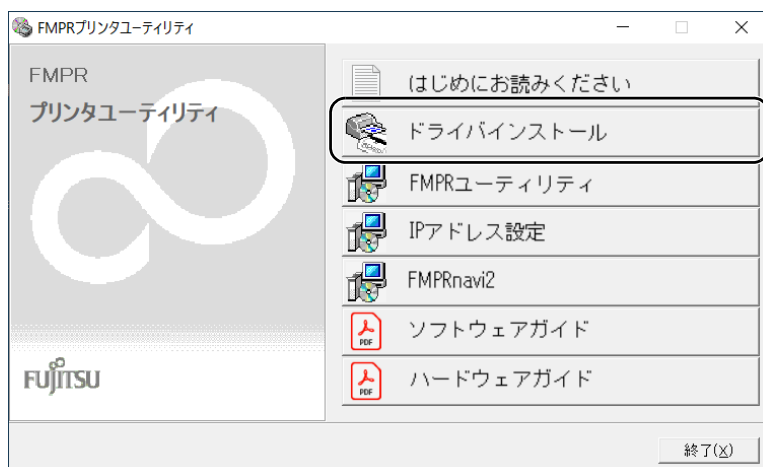 FMPRプリンタユーティリティ
FMPR
プリンタユーティリティ
はじめにお読みください
ドライバインストール
FMPRユーティリティ
IPアドレス設定
FMPRnavi2
PDF ソフトウェアガイド
PDF ハードウェアガイド
FUJITSU
終了(X)